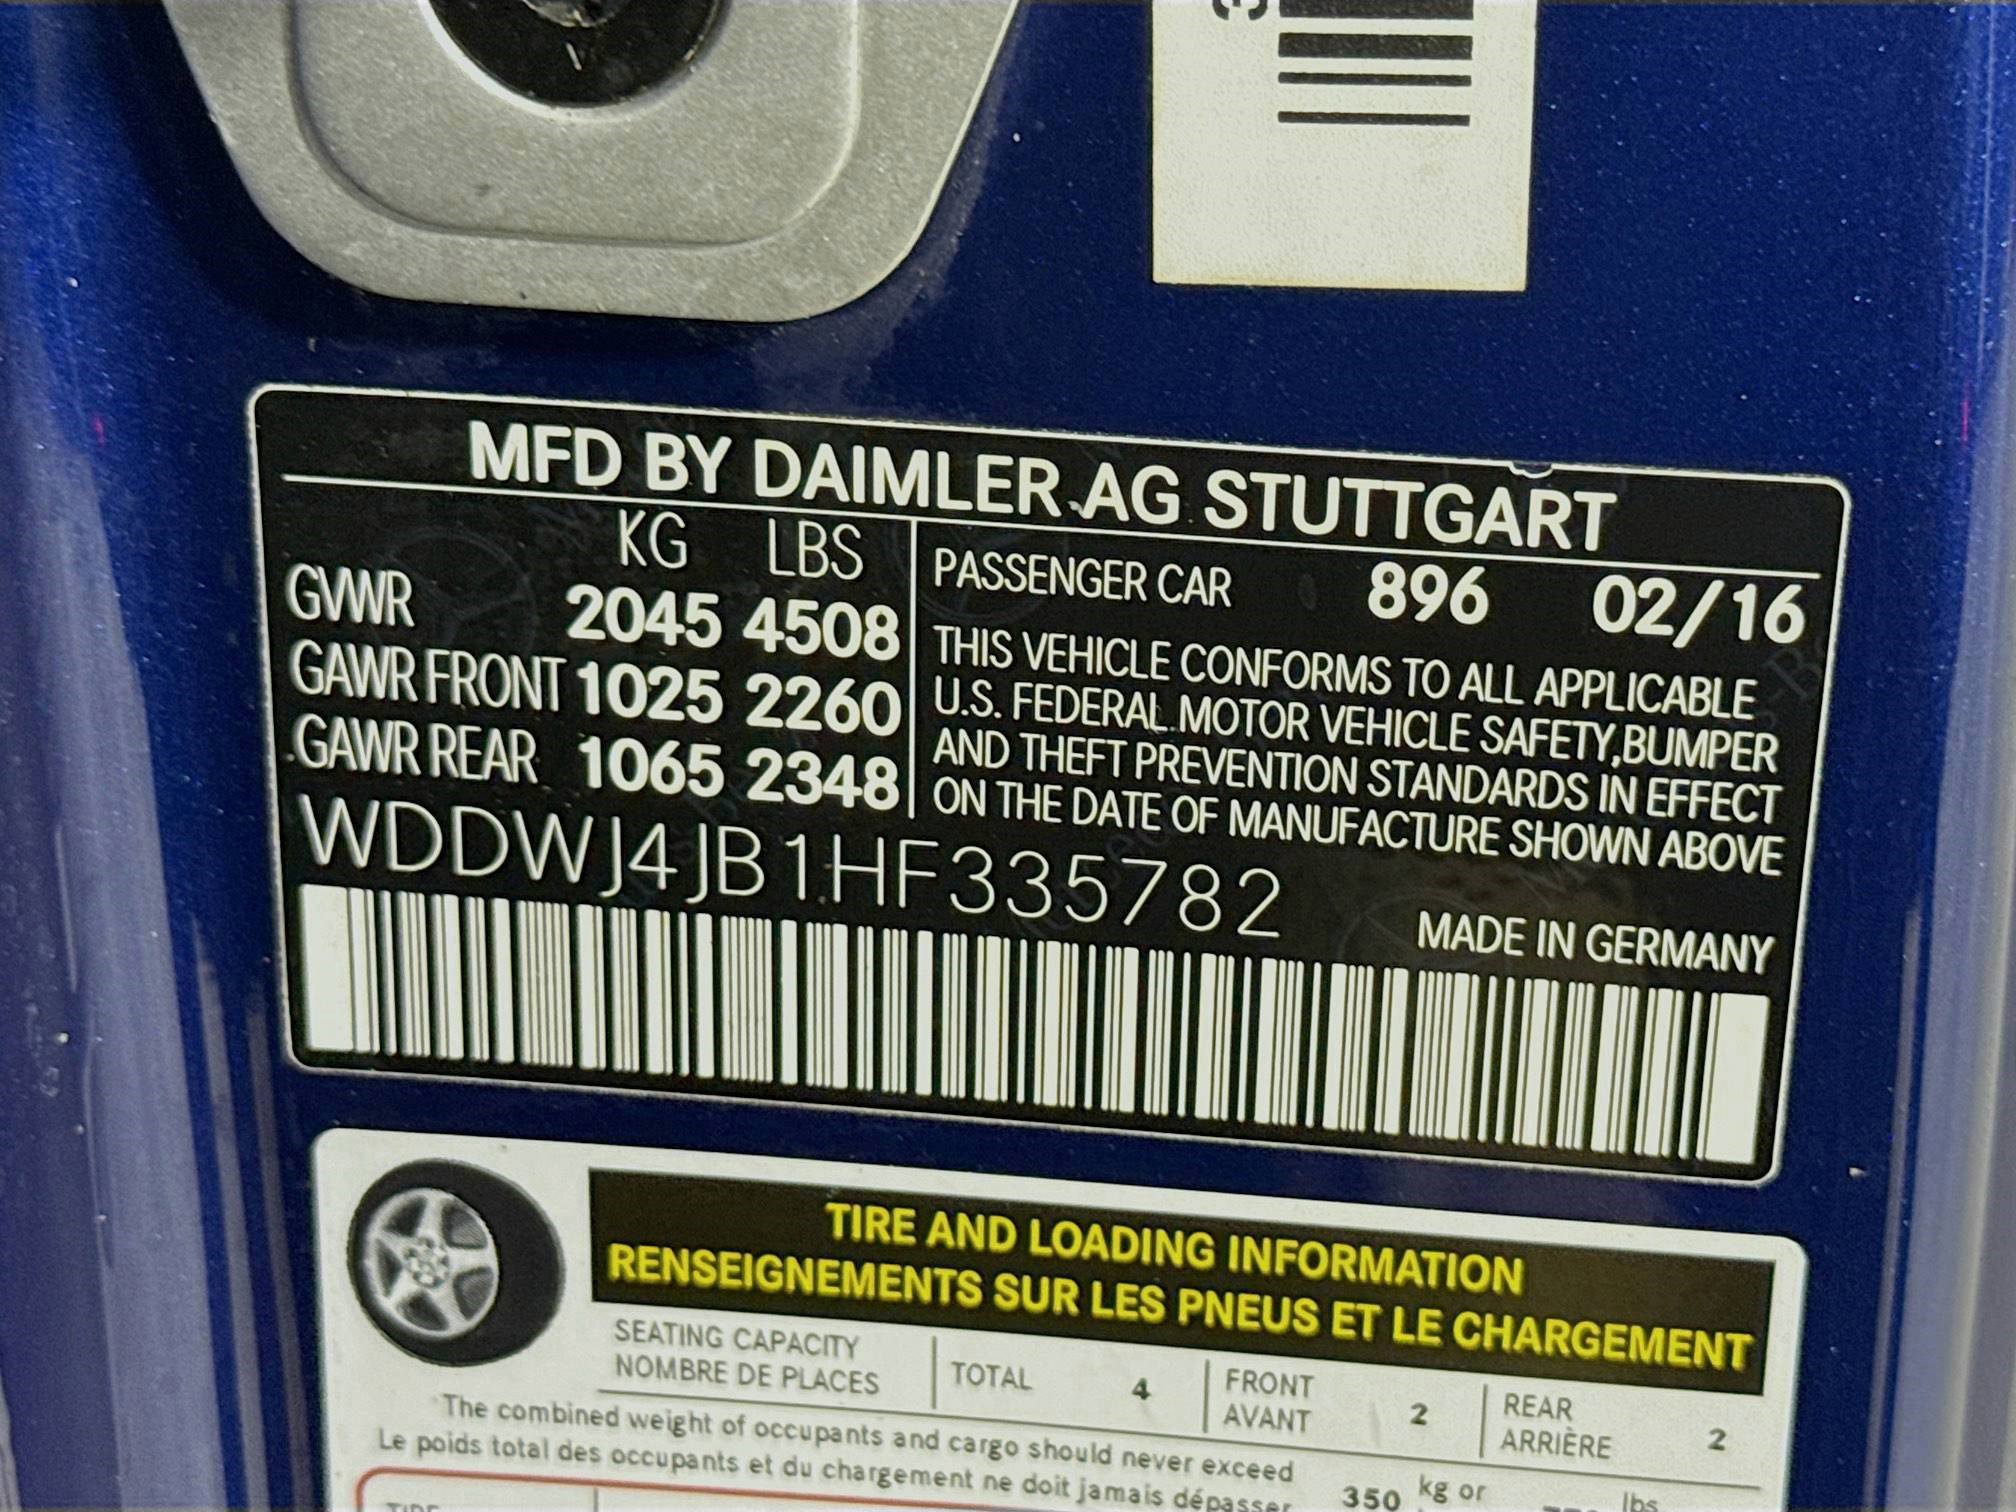 3
MFD BY DAIMLER AG STUTTGART
KG LBS
GVWR 2045 4508
GAWR FRONT 1025 2260
GAWR REAR 1065 2348
PASSENGER CAR 896 02/16
THIS VEHICLE CONFORMS TO ALL APPLICABLE
U.S. FEDERAL MOTOR VEHICLE SAFETY,BUMPER
AND THEFT PREVENTION STANDARDS IN EFFECT
ON THE DATE OF MANUFACTURE SHOWN ABOVE
WDDWJ4JB1HF335782
MADE IN GERMANY
TIRE AND LOADING INFORMATION
RENSEIGNEMENTS SUR LES PNEUS ET LE CHARGEMENT
SEATING CAPACITY
NOMBRE DE PLACES
TOTAL 4
FRONT
AVANT 2
REAR
ARRIÈRE 2
The combined weight of occupants and cargo should never exceed
Le poids total des occupants et du chargement ne doit jamais dépasser
350 kg or lbs
TIRE